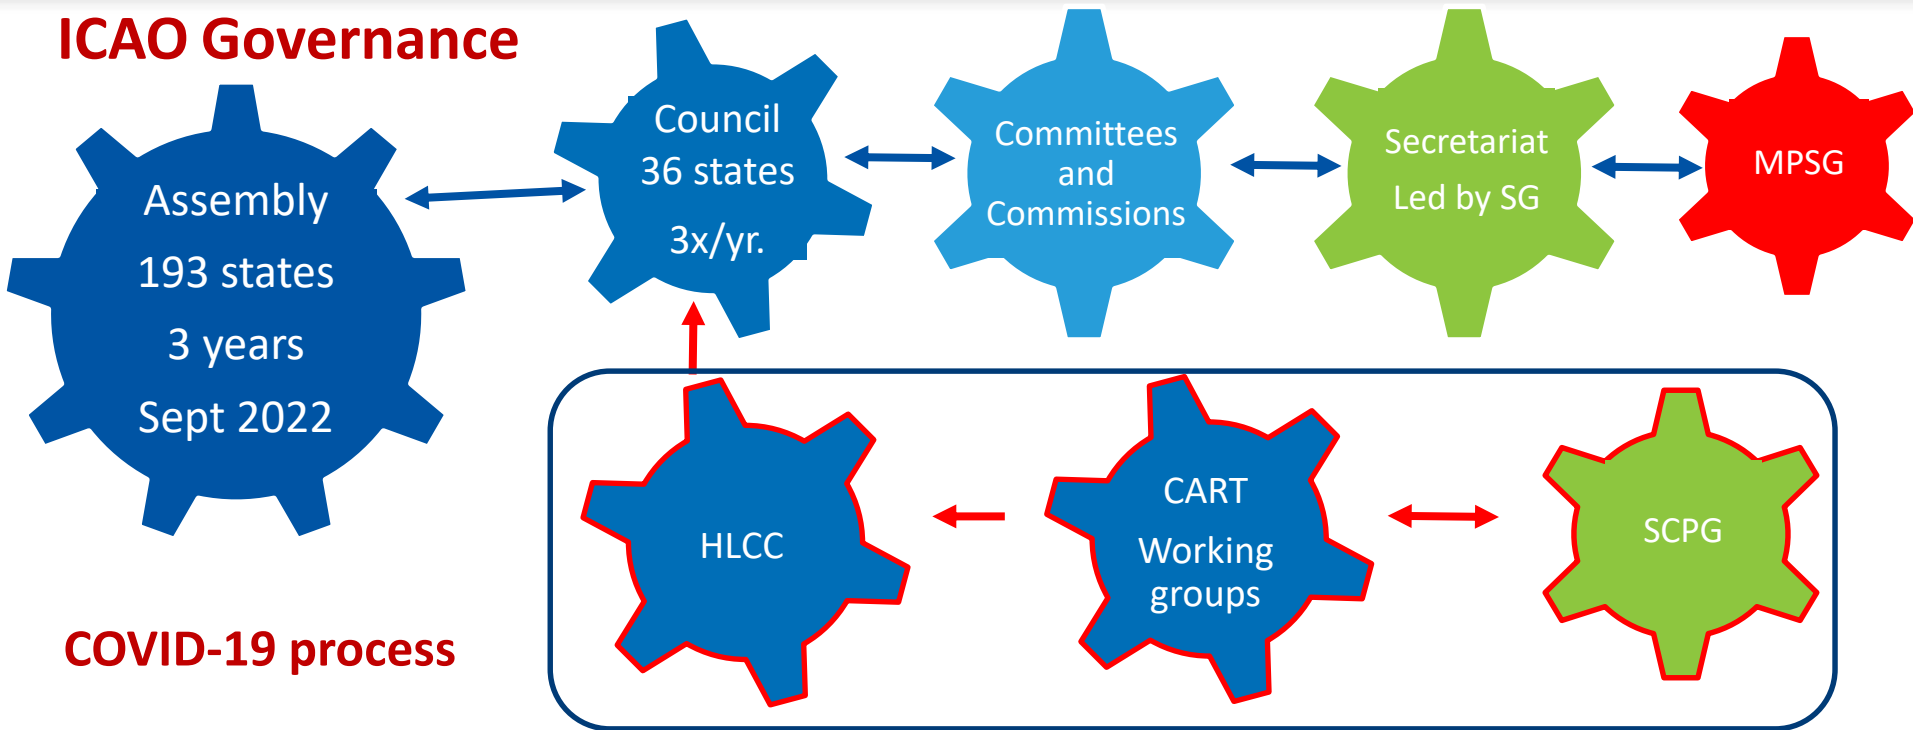 ICAO Governance
Assembly
193 states
3 years
Sept 2022
Council
36 states
3x/yr.
Committees
and
Commissions
Secretariat
Led by SG
MPSG
COVID-19 process
HLCC
CART
Working
groups
SCPG